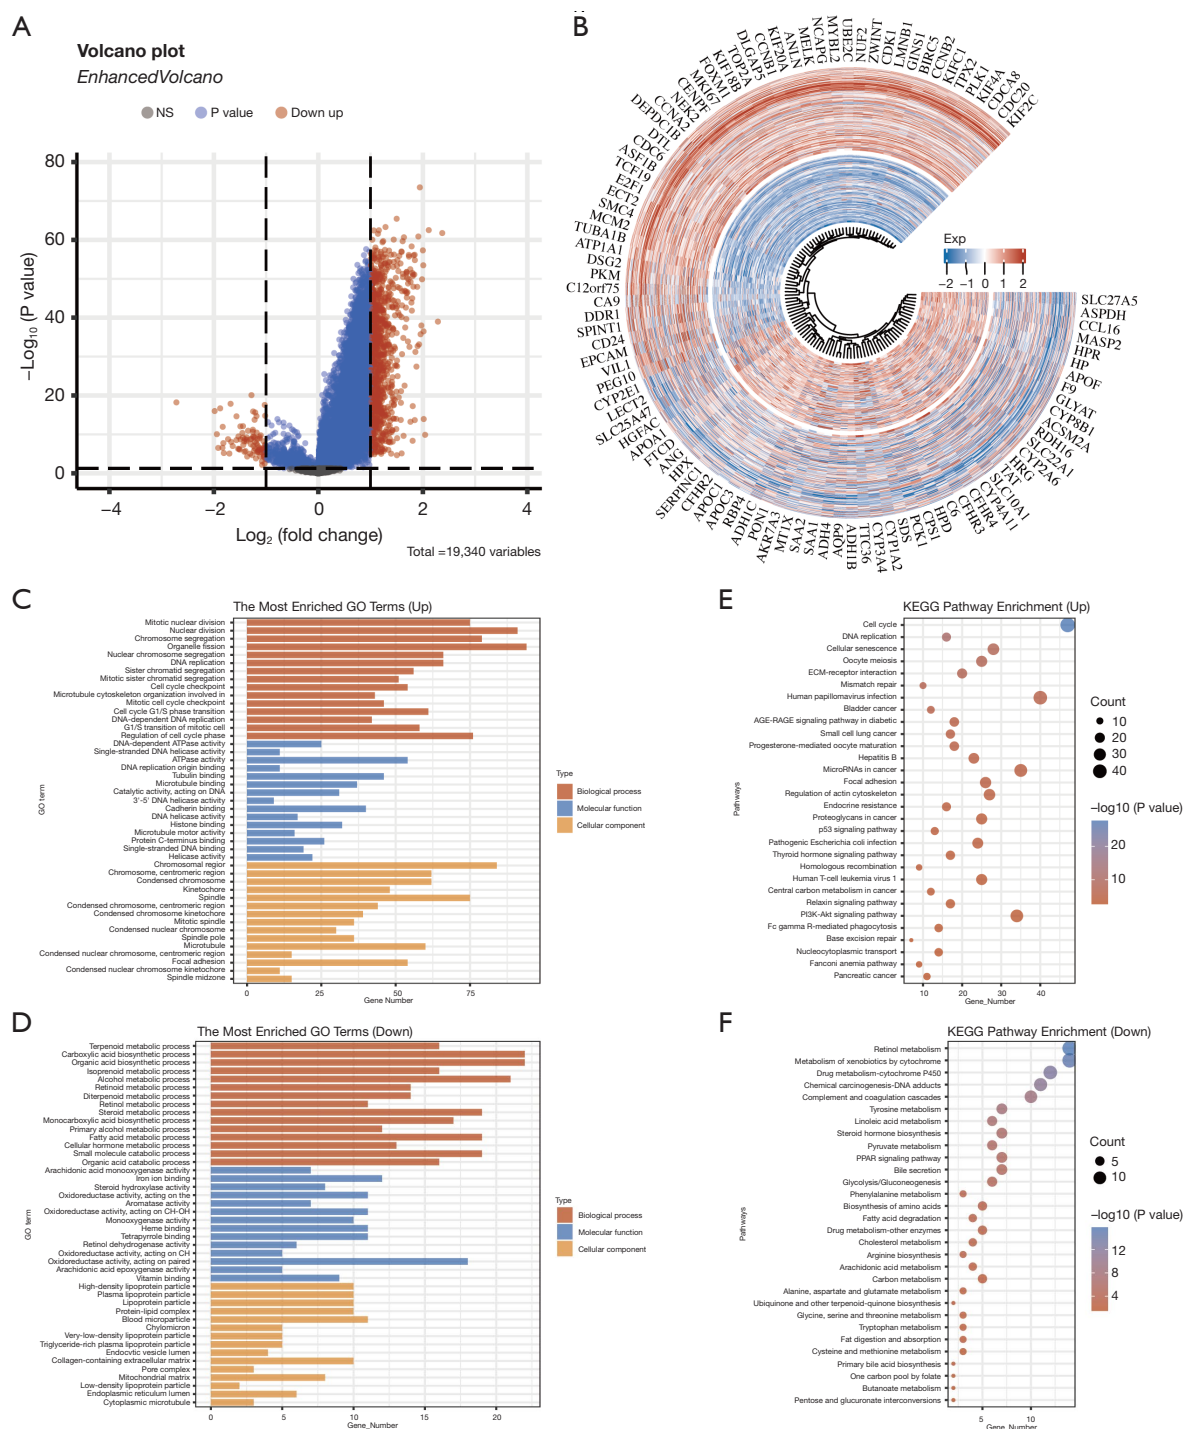 A
Volcano plot
EnhancedVolcano
NS
P value
Down up
80
60
40
20
0
−Log10 (P value)
−4
−2
0
2
4
Log2 (fold change)
Total =19,340 variables
B
SLC27A5
ASPDH
CCL16
MASP2
HPR
HP
APOF
F9
GLYAT
CYP8B1
ACSM2A
RDH16
SLC22A1
CYP2A6
HRG
TAT
SLC10A1
CYP4A11
CFHR4
CFHR3
C6
HPD
CPS1
PCK1
SDS
CYP1A2
CYP3A4
TTC36
ADH1B
AQP9
ADH4
SAA1
SAA2
MT1X
AKR7A3
PON1
ADH1C
RBP4
APOC3
APOC1
CFHR2
SERPINC1
HPX
ANG
FTCD
APOA1
HGFAC
SLC25A47
LECT2
CYP2E1
PEG10
VIL1
EPCAM
CD24
SPINT1
DDR1
CA9
C12orf75
PKM
DSG2
ATP1A1
TUBA1B
MCM2
SMC4
ECT2
E2F1
TCF19
ASF1B
CDC6
DTL
DEPDC1B
CCNA2
NEK2
CENPF
MKI67
FOXM1
KIF18B
TOP2A
DLGAP5
CCNB1
KIF20A
ANLN
MELK
NCAPG
MYBL2
UBE2C
NUF2
ZWINT
CDK1
LMNB1
GINS1
BIRC5
CCNB2
KIFC1
TPX2
PLK1
KIF4A
CDCA8
CDC20
KIF2C
Exp
−2 −1 0 1 2
C
The Most Enriched GO Terms (Up)
GO term
Mitotic nuclear division
Nuclear division
Chromosome segregation
Organelle fission
Nuclear chromosome segregation
DNA replication
Sister chromatid segregation
Mitotic sister chromatid segregation
Cell cycle checkpoint
Microtubule cytoskeleton organization involved in
Mitotic cell cycle checkpoint
Cell cycle G1/S phase transition
DNA-dependent DNA replication
G1/S transition of mitotic cell
Regulation of cell cycle phase
DNA-dependent ATPase activity
Single-stranded DNA helicase activity
ATPase activity
DNA replication origin binding
Tubulin binding
Microtubule binding
Catalytic activity, acting on DNA
3'-5' DNA helicase activity
Cadherin binding
DNA helicase activity
Histone binding
Microtubule motor activity
Protein C-terminus binding
Single-stranded DNA binding
Helicase activity
Chromosomal regior
Chromosome, centromeric region
Condensed chromosome
Kinetochore
Spindle
Condensed chromosome, centromeric region
Condensed chromosome kinetochore
Mitotic spindle
Condensed nuclear chromosome
Spindle pole
Microtubule
Condensed nuclear chromosome, centromeric region
Focal adhesion
Condensed nuclear chromosome kinetochore
Spindle midzone
0 25 50 75
Gene Number
Type
Biological process
Molecular function
Cellular component
D
The Most Enriched GO Terms (Down)
GO term
Terpenoid metabolic process
Carboxylic acid biosynthetic process
Organic acid biosynthetic process
Isoprenoid metabolic process
Alcohol metabolic process
Retinoid metabolic process
Diterpenoid metabolic process
Retinol metabolic process
Steroid metabolic process
Monocarboxylic acid biosynthetic process
Primary alcohol metabolic process
Fatty acid metabolic process
Cellular hormone metabolic process
Small molecule catabolic process
Organic acid catabolic process
Arachidonic acid monooxygenase activity
Iron ion binding
Steroid hydroxylase activity
Oxidoreductase activity, acting on the
Aromatase activity
Oxidoreductase activity, acting on CH-OH
Monooxygenase activity
Heme binding
Tetrapyrrole binding
Retinol dehydrogenase activity
Oxidoreductase activity, acting on CH
Oxidoreductase activity, acting on paired
Arachidonic acid epoxygenase activity
Vitamin binding
High-density lipoprotein particle
Plasma lipoprotein particle
Lipoprotein particle
Protein-lipid complex
Blood microparticle
Chylomicron
Very-low-density lipoprotein particle
Triglyceride-rich plasma lipoprotein particle
Endocytic vesicle lumen
Collagen-containing extracellular matrix
Pore complex
Mitochondrial matrix
Low-density lipoprotein particle
Endoplasmic reticulum lumen
Cytoplasmic microtubule
0 5 10 15 20
Gene_Number
Type
Biological process
Molecular function
Cellular component
E
KEGG Pathway Enrichment (Up)
Pathways
Cell cycle
DNA replication
Cellular senescence
Oocyte meiosis
ECM-receptor interaction
Mismatch repair
Human papillomavirus infection
Bladder cancer
AGE-RAGE signaling pathway in diabetic
Small cell lung cancer
Progesterone-mediated oocyte maturation
Hepatitis B
MicroRNAs in cancer
Focal adhesion
Regulation of actin cytoskeleton
Endocrine resistance
Proteoglycans in cancer
p53 signaling pathway
Pathogenic Escherichia coli infection
Thyroid hormone signaling pathway
Homologous recombination
Human T-cell leukemia virus 1
Central carbon metabolism in cancer
Relaxin signaling pathway
PI3K-Akt signaling pathway
Fc gamma R-mediated phagocytosis
Base excision repair
Nucleocytoplasmic transport
Fanconi anemia pathway
Pancreatic cancer
10 20 30 40
Gene_Number
Count
10
20
30
40
−log10 (P value)
20
10
F
KEGG Pathway Enrichment (Down)
Pathways
Retinol metabolism
Metabolism of xenobiotics by cytochrome
Drug metabolism-cytochrome P450
Chemical carcinogenesis-DNA adducts
Complement and coagulation cascades
Tyrosine metabolism
Linoleic acid metabolism
Steroid hormone biosynthesis
Pyruvate metabolism
PPAR signaling pathway
Bile secretion
Glycolysis/Gluconeogenesis
Phenylalanine metabolism
Biosynthesis of amino acids
Fatty acid degradation
Drug metabolism-other enzymes
Cholesterol metabolism
Arginine biosynthesis
Arachidonic acid metabolism
Carbon metabolism
Alanine, aspartate and glutamate metabolism
Ubiquinone and other terpenoid-quinone biosynthesis
Glycine, serine and threonine metabolism
Tryptophan metabolism
Fat digestion and absorption
Cysteine and methionine metabolism
Primary bile acid biosynthesis
One carbon pool by folate
Butanoate metabolism
Pentose and glucuronate interconversions
5 10
Gene_Number
Count
5
10
−log10 (P value)
12
8
4